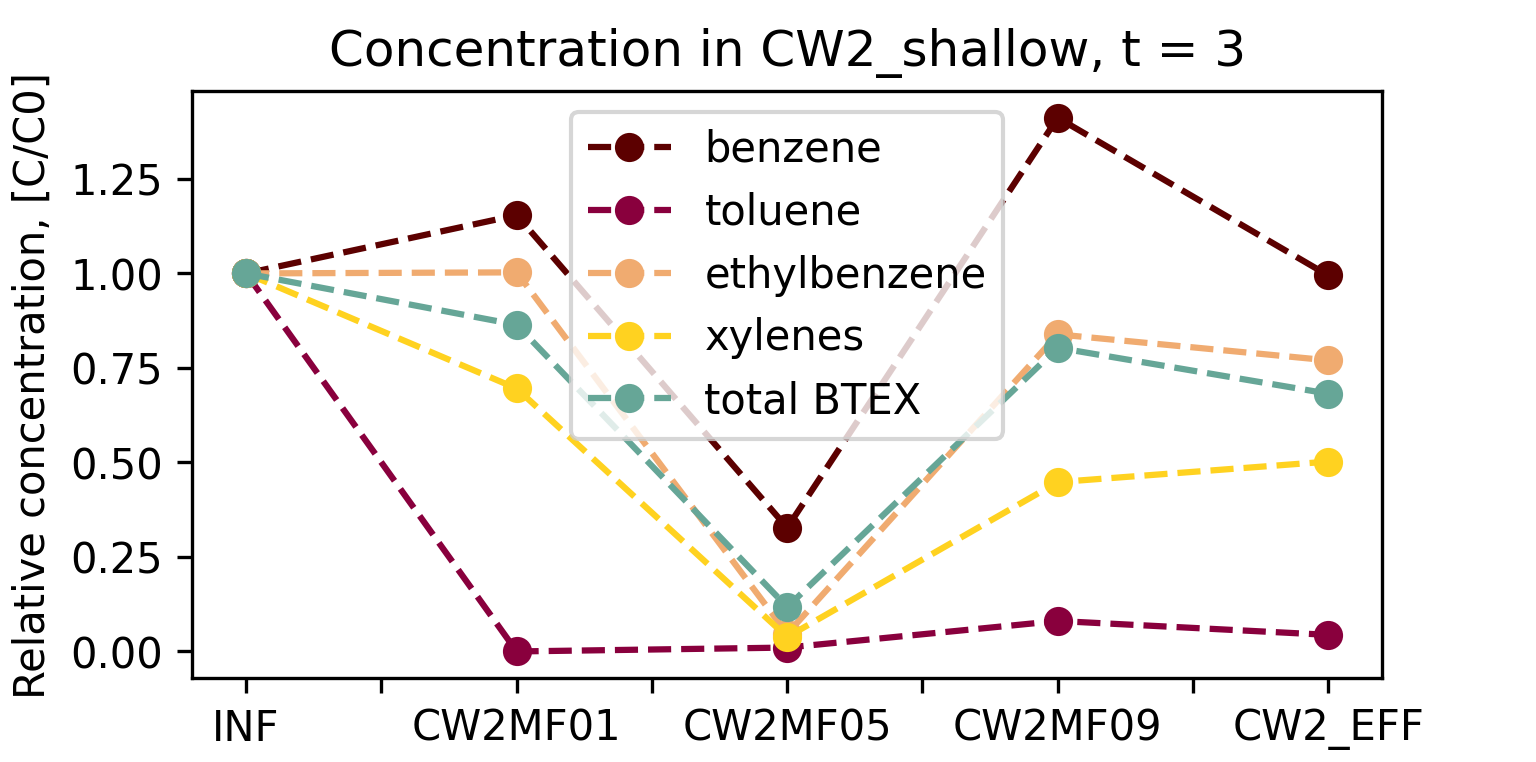 Concentration in CW2_shallow, t = 3
Relative concentration, [C/C0]
1.25
1.00
0.75
0.50
0.25
0.00
benzene
toluene
ethylbenzene
xylenes
total BTEX
INF CW2MF01 CW2MF05 CW2MF09 CW2_EFF